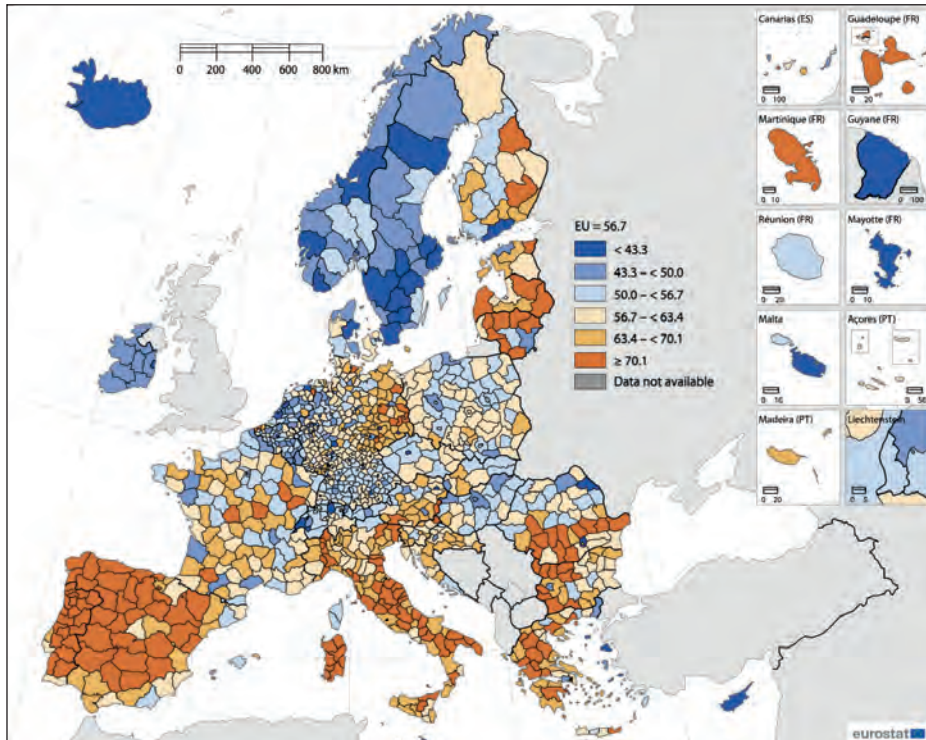 0 200 400 600 800 km
EU = 56.7
< 43.3
43.3 – < 50.0
50.0 – < 56.7
56.7 – < 63.4
63.4 – < 70.1
≥ 70.1
Data not available
Canarias (ES)
0 100
Guadeloupe (FR)
0 20
Martinique (FR)
0 10
Guyane (FR)
0 100
Réunion (FR)
0 20
Mayotte (FR)
0 10
Malta
0 10
Açores (PT)
0 50
Madeira (PT)
0 20
Liechtenstein
0 5
eurostat